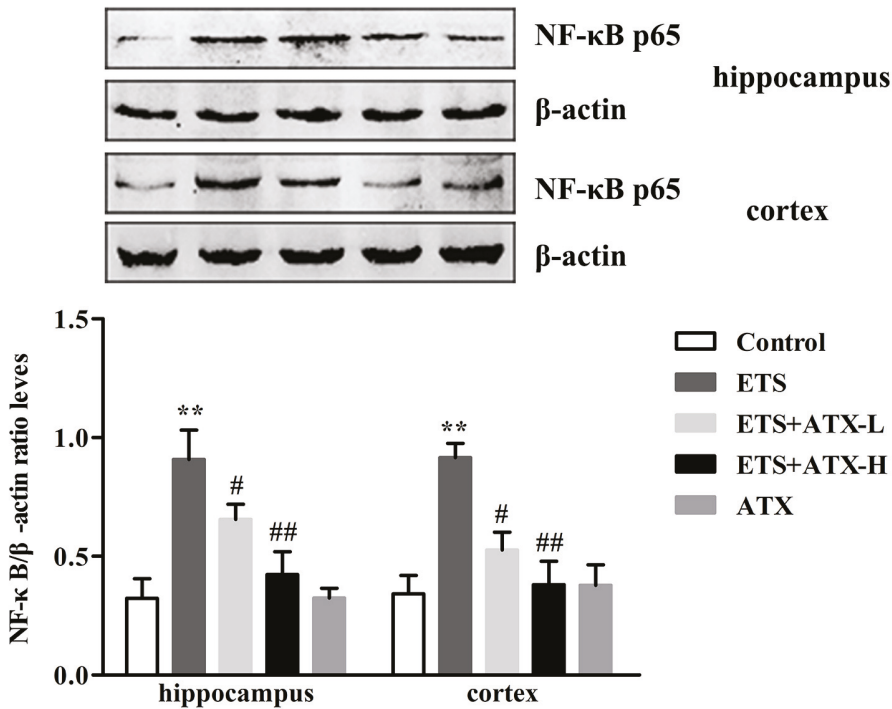 NF-κB p65
hippocampus
β-actin
NF-κB p65
cortex
β-actin
NF-κ B/β -actin ratio leves
1.5
1.0
0.5
0.0
**
#
##
**
#
##
hippocampus
cortex
Control
ETS
ETS+ATX-L
ETS+ATX-H
ATX